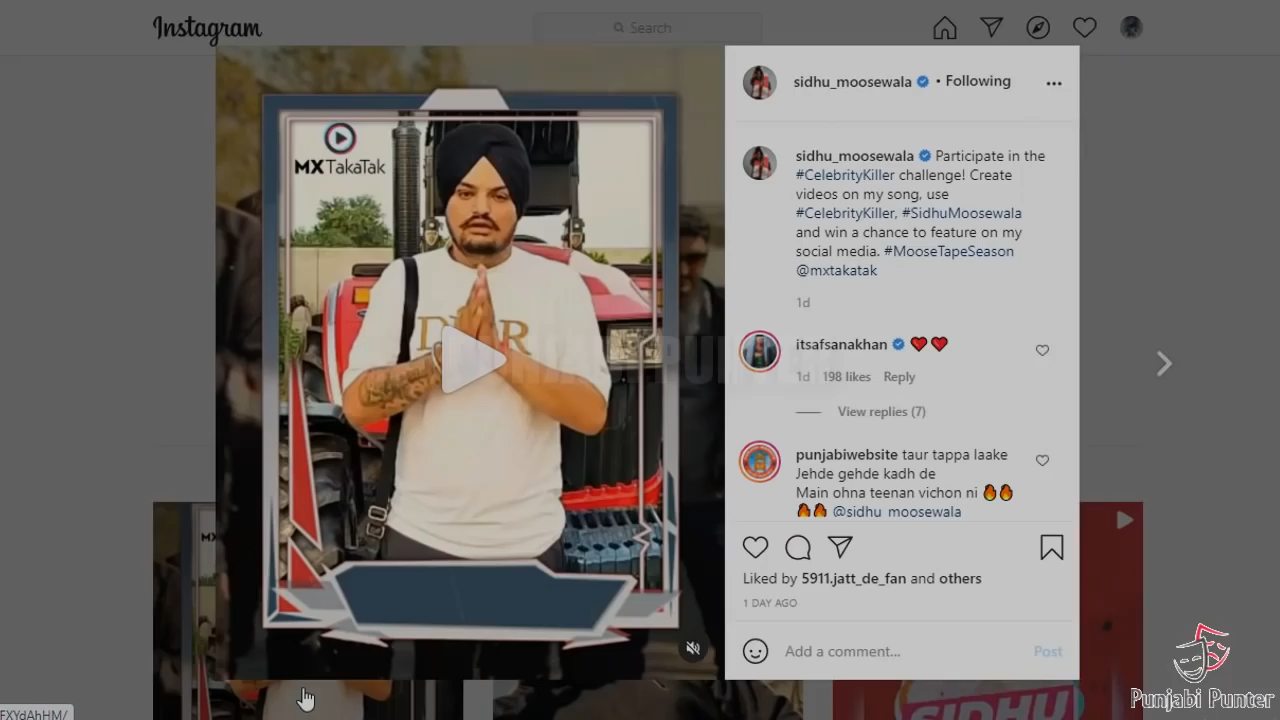 Instagram
Search
MX TakaTak
sidhu_moosewala • Following
sidhu_moosewala Participate in the
#CelebrityKiller challenge! Create
videos on my song, use
#CelebrityKiller, #SidhuMoosewala
and win a chance to feature on my
social media. #MooseTapeSeason
@mxtakatak
1d
itsafsanakhan ❤️❤️
1d 198 likes Reply
View replies (7)
punjabiwebsite taur tappa laake
Jehde gehde kadh de
Main ohna teenan vichon ni 🔥🔥
🔥🔥 @sidhu_moosewala
Liked by 5911.jatt_de_fan and others
1 DAY AGO
Add a comment... Post
SIDHU
FXYdAhHM/
Punjabi Punter